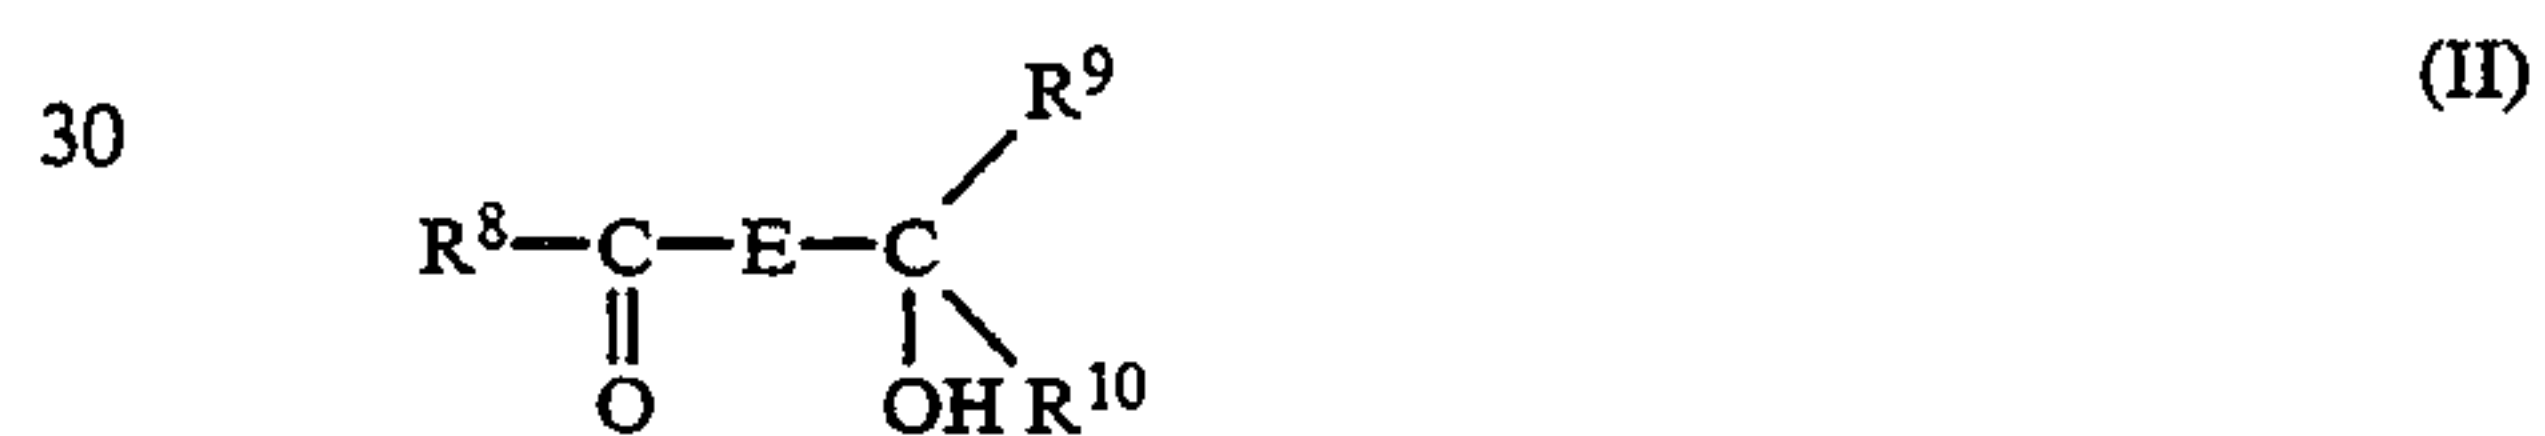 R⁹
(II)
30
R⁸—C—E—C
O
OH R¹⁰